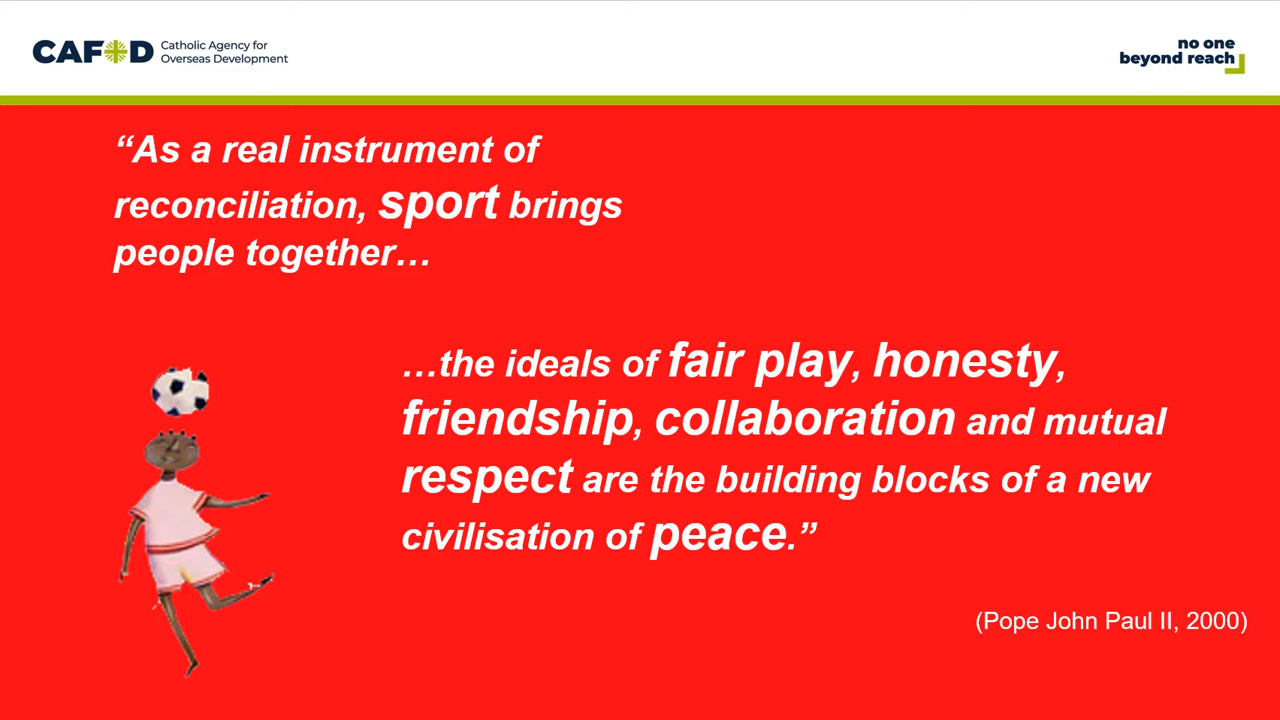 CAFOD
Catholic Agency for
Overseas Development
no one
beyond reach
“As a real instrument of
reconciliation, sport brings
people together…
…the ideals of fair play, honesty,
friendship, collaboration and mutual
respect are the building blocks of a new
civilisation of peace.”
(Pope John Paul II, 2000)